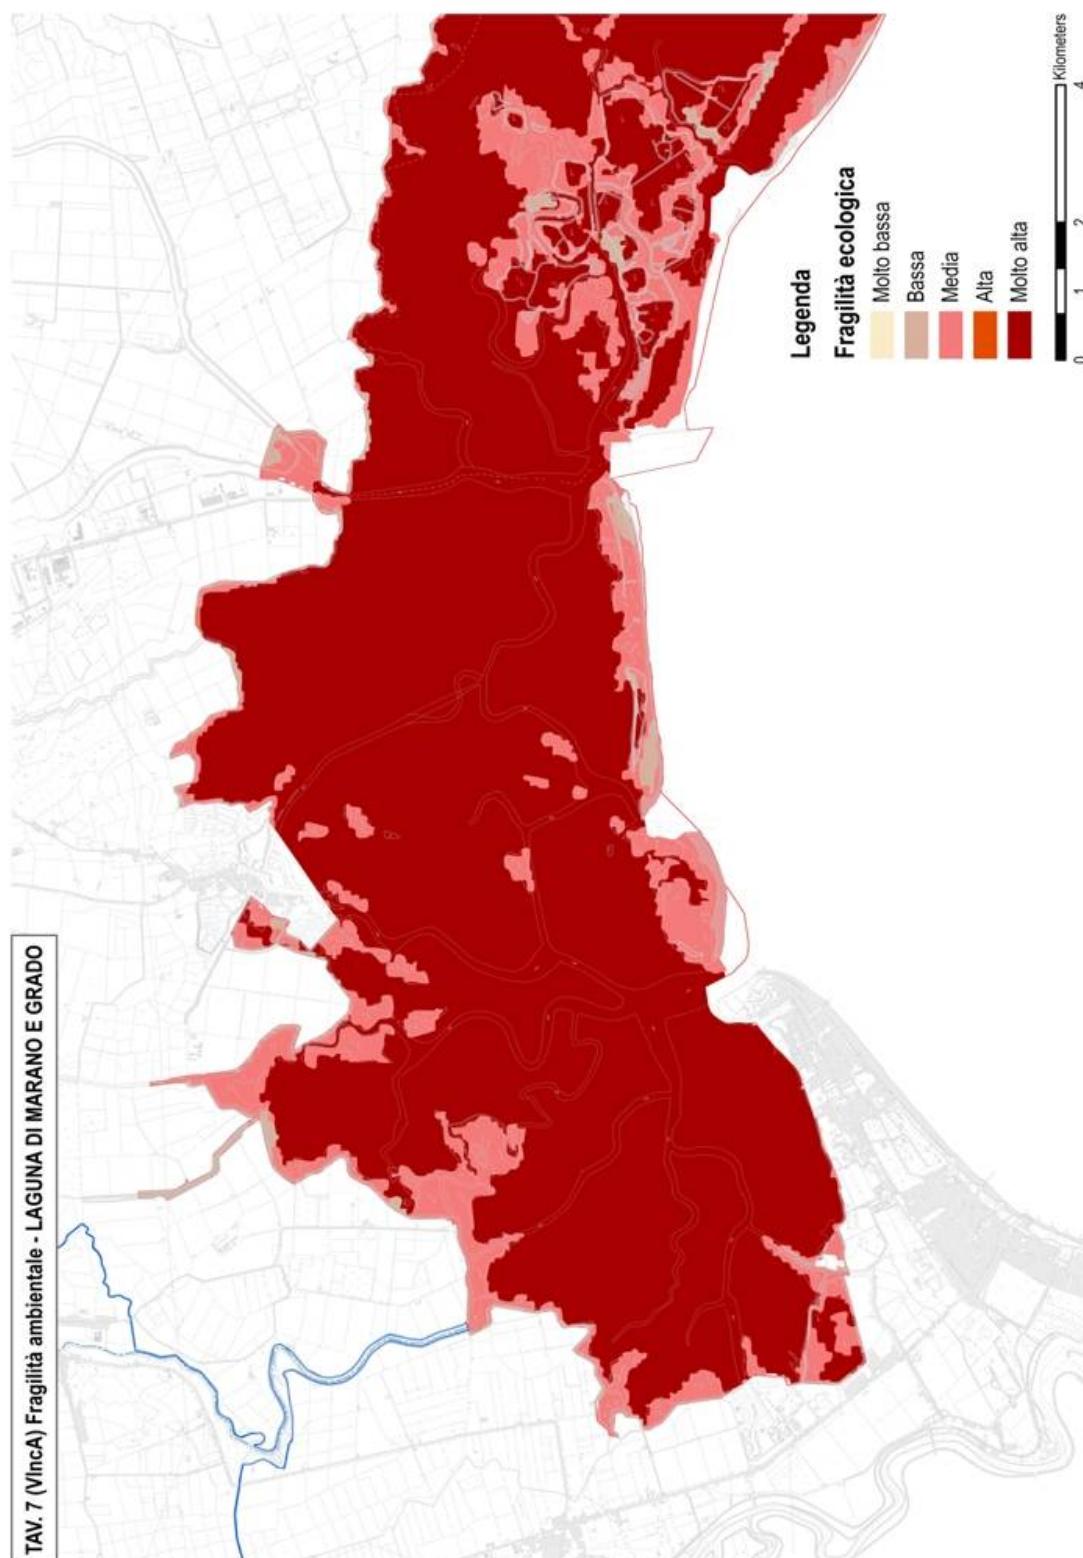 TAV. 7 (VIncA) Fragilità ambientale - LAGUNA DI MARANO E GRADO
Legenda
Fragilità ecologica
Molto bassa
Bassa
Media
Alta
Molto alta
0 1 2 4
Kilometers